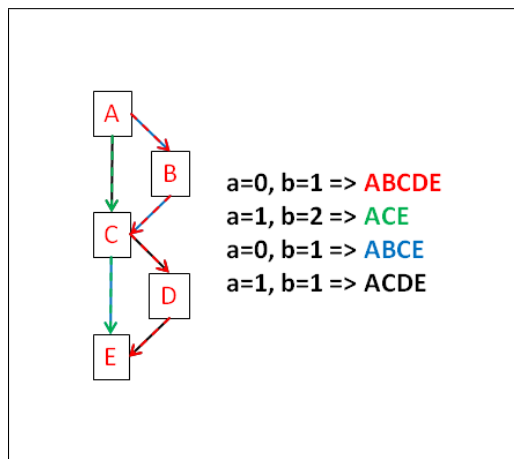 A
B
C
D
E
a=0, b=1 => ABCDE
a=1, b=2 => ACE
a=0, b=1 => ABCE
a=1, b=1 => ACDE